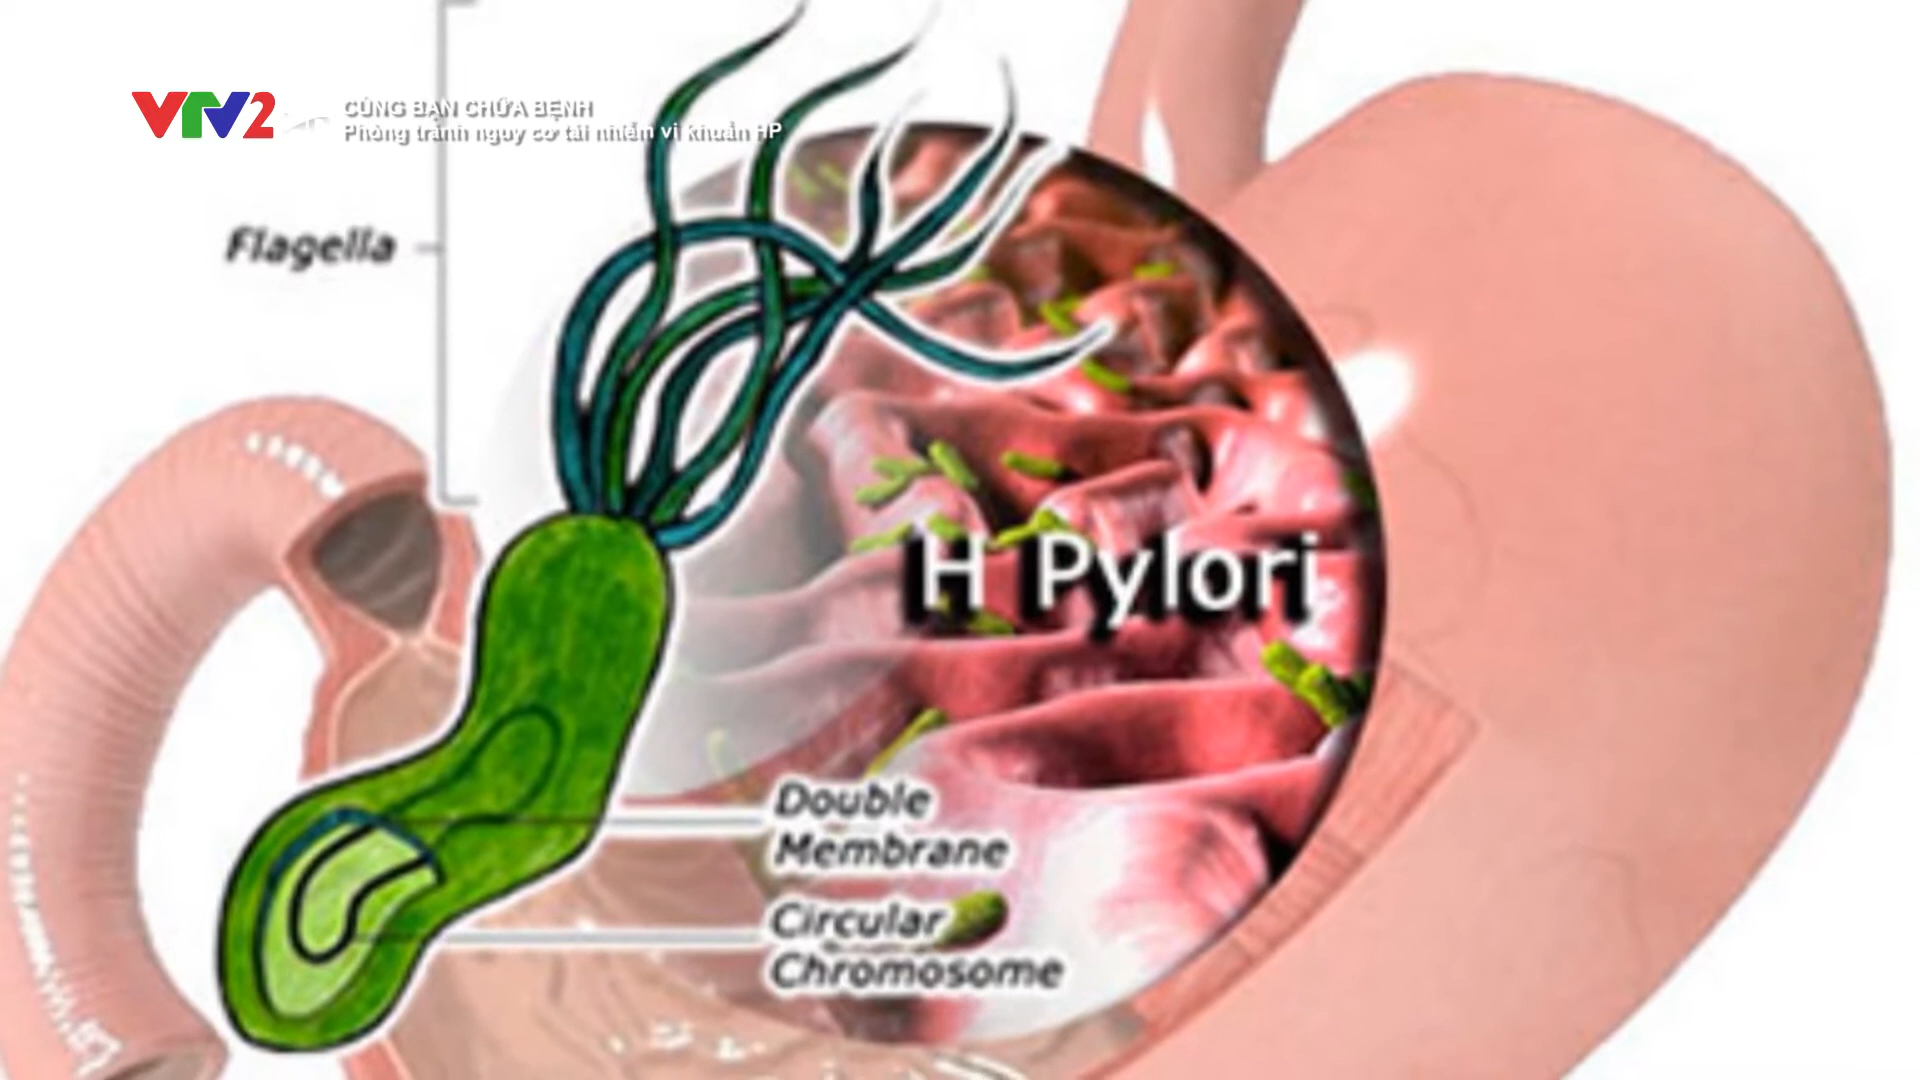 VTV2
CÙNG BẠN CHỮA BỆNH
Phòng tránh nguy cơ tái nhiễm vi khuẩn HP
Flagella
H Pylori
Double
Membrane
Circular
Chromosome